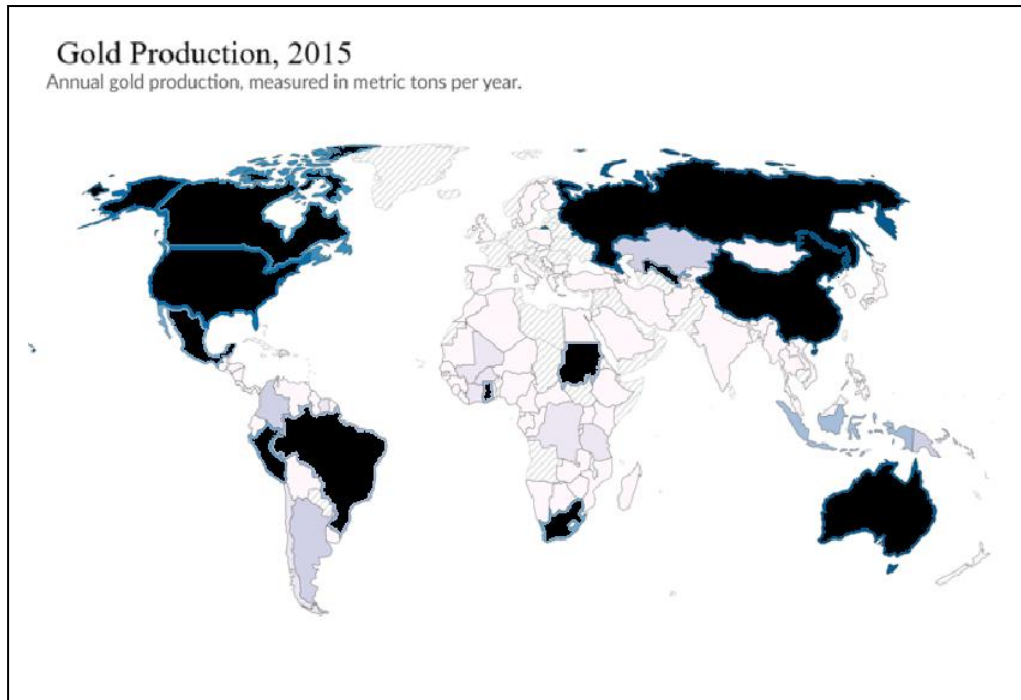 Gold Production, 2015
Annual gold production, measured in metric tons per year.